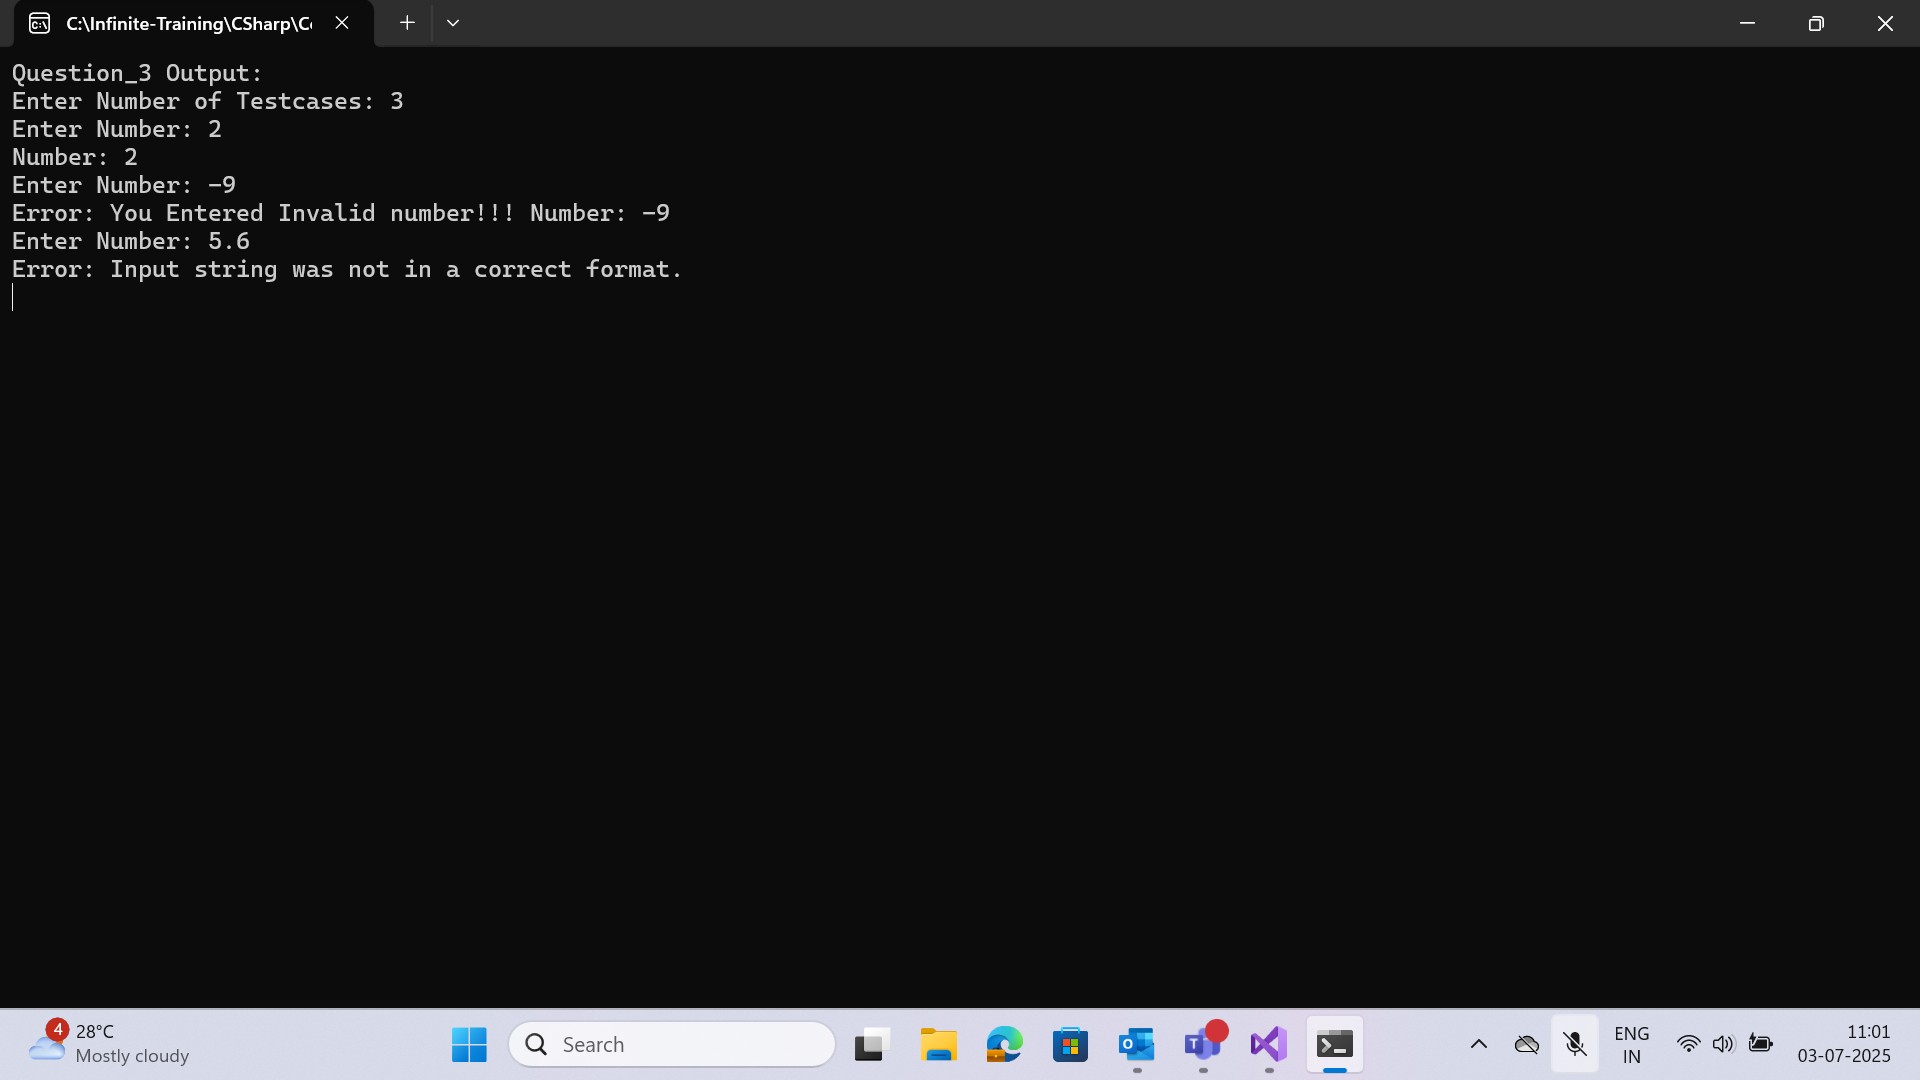 C:\Infinite-Training\CSharp\C
Question_3 Output:
Enter Number of Testcases: 3
Enter Number: 2
Number: 2
Enter Number: -9
Error: You Entered Invalid number!!! Number: -9
Enter Number: 5.6
Error: Input string was not in a correct format.
4
28°C
Mostly cloudy
Search
ENG
IN
11:01
03-07-2025